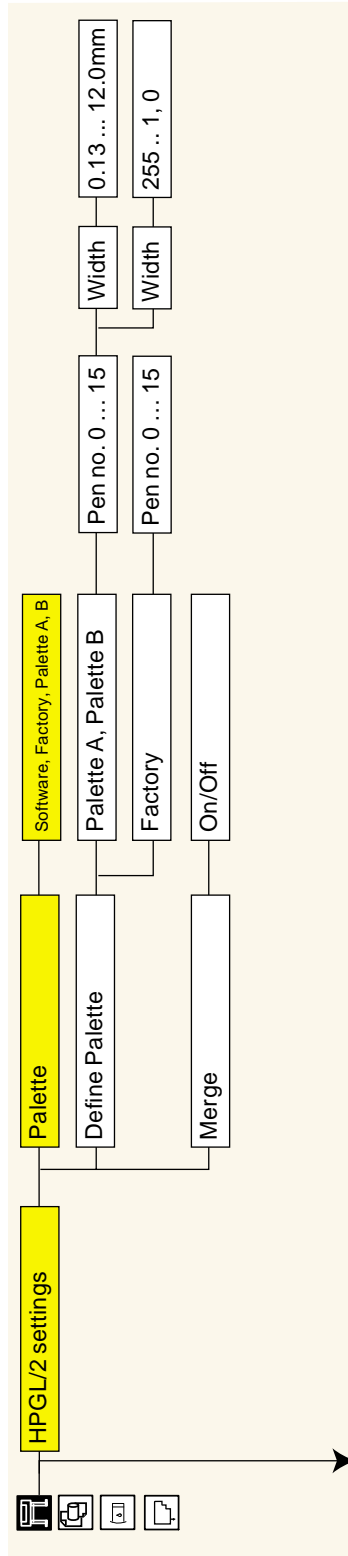 HPGL/2 settings
Palette
Software, Factory, Palette A, B
Define Palette
Palette A, Palette B
Pen no. 0 ... 15
Width
0.13 ... 12.0mm
Width
255 .. 1, 0
Factory
Pen no. 0 ... 15
Merge
On/Off